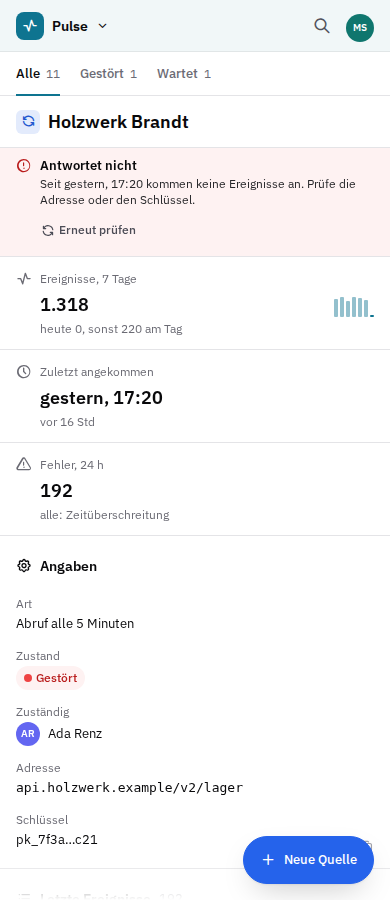 Pulse
MS
Alle 11 Gestört 1 Wartet 1
Holzwerk Brandt
Antwortet nicht
Seit gestern, 17:20 kommen keine Ereignisse an. Prüfe die
Adresse oder den Schlüssel.
Erneut prüfen
Ereignisse, 7 Tage
1.318
heute 0, sonst 220 am Tag
Zuletzt angekommen
gestern, 17:20
vor 16 Std
Fehler, 24 h
192
alle: Zeitüberschreitung
Angaben
Art
Abruf alle 5 Minuten
Zustand
Gestört
Zuständig
AR Ada Renz
Adresse
api.holzwerk.example/v2/lager
Schlüssel
pk_7f3a…c21
Neue Quelle